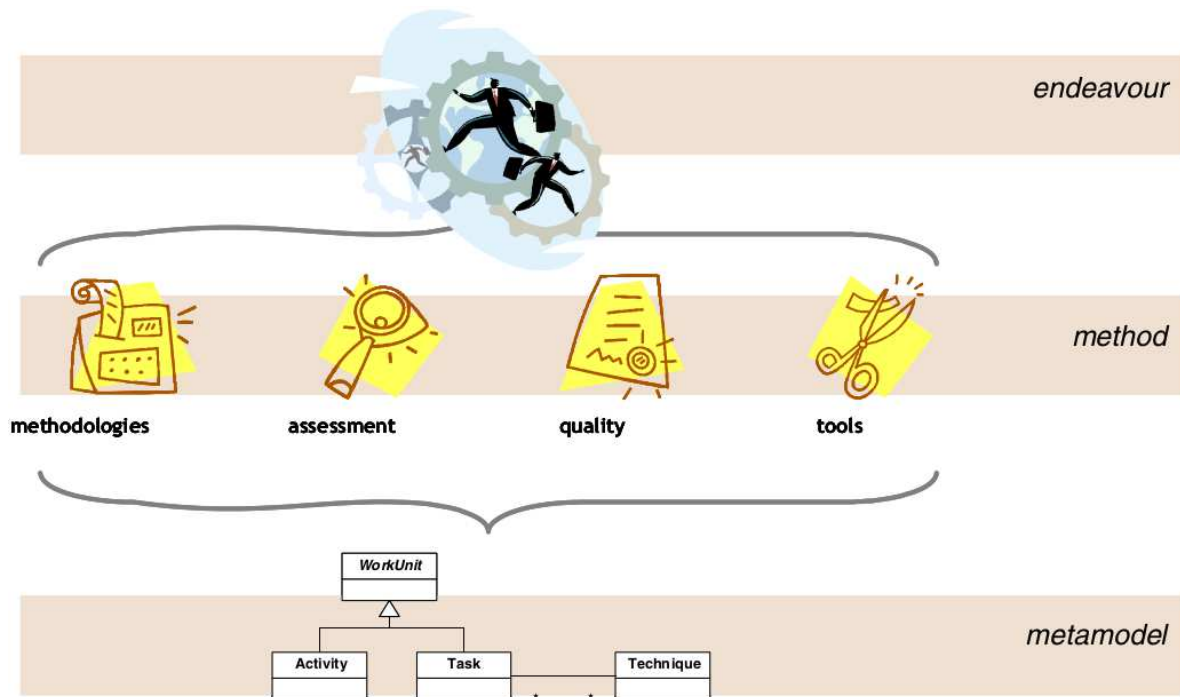 endeavour
method
methodologies assessment quality tools
WorkUnit
metamodel
Activity Task Technique
* *